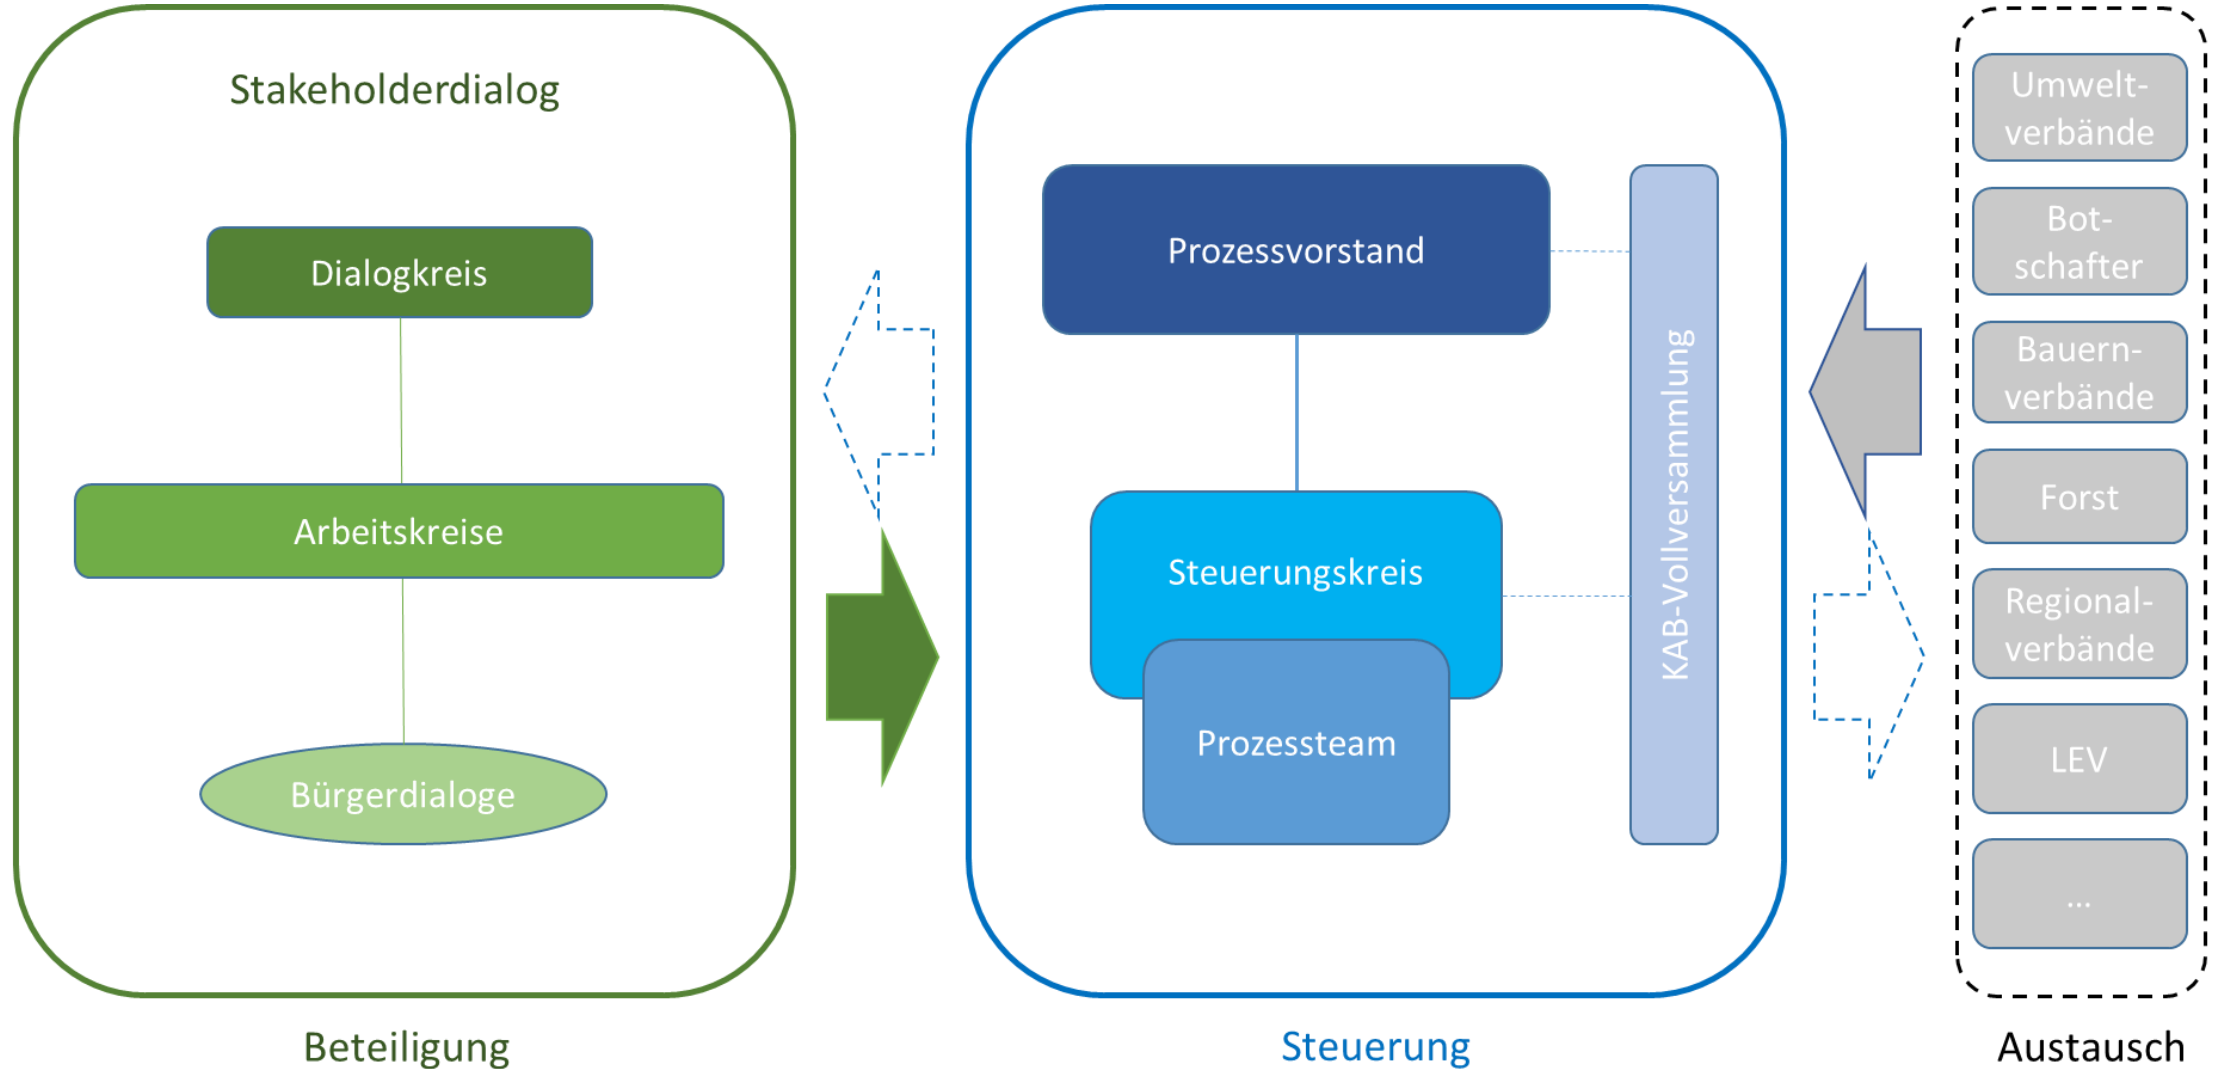 Stakeholderdialog
Dialogkreis
Arbeitskreise
Bürgerdialoge
Beteiligung
Prozessvorstand
Steuerungskreis
Prozessteam
KAB-Vollversammlung
Steuerung
Umwelt-
verbände
Bot-
schafter
Bauern-
verbände
Forst
Regional-
verbände
LEV
...
Austausch